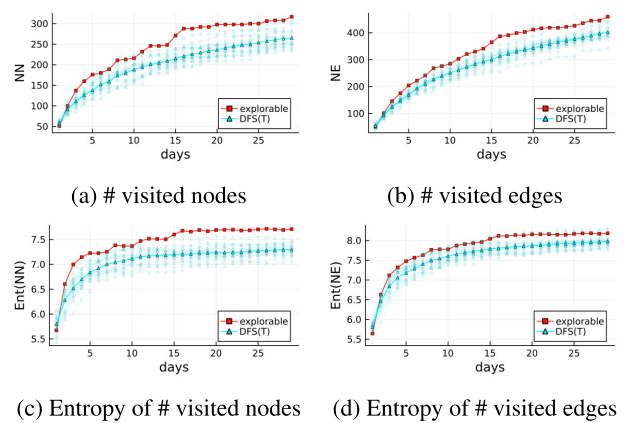 300
250
200
150
100
50
NN
5
10
15
20
25
days
explorable
DFS(T)
(a) # visited nodes
400
300
200
100
NE
5
10
15
20
25
days
explorable
DFS(T)
(b) # visited edges
7.5
7.0
6.5
6.0
5.5
Ent(NN)
5
10
15
20
25
days
explorable
DFS(T)
(c) Entropy of # visited nodes
8.0
7.5
7.0
6.5
6.0
5.5
Ent(NE)
5
10
15
20
25
days
explorable
DFS(T)
(d) Entropy of # visited edges